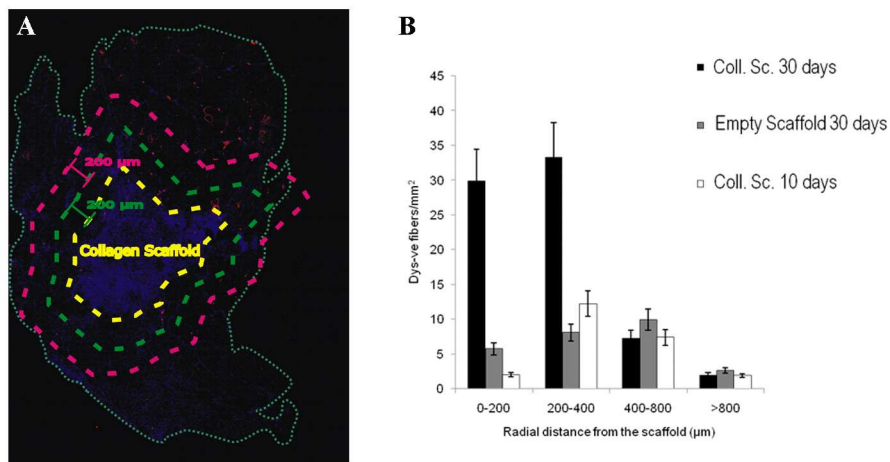 A
200 µm
200 µm
Collagen Scaffold
B
Coll. Sc. 30 days
Empty Scaffold 30 days
Coll. Sc. 10 days
Dys-ve fibers/mm²
45
40
35
30
25
20
15
10
5
0
0-200
200-400
400-800
>800
Radial distance from the scaffold (µm)